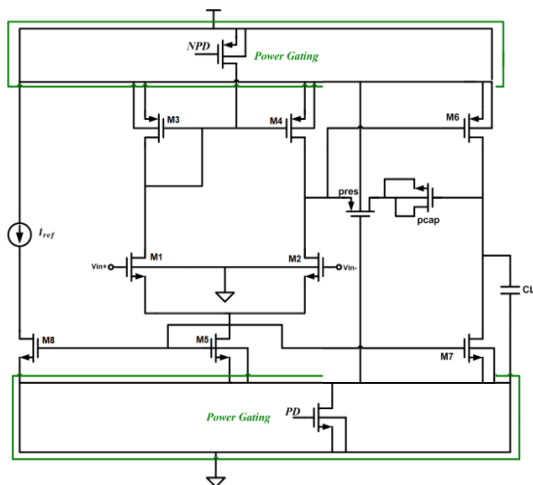 NPD
Power Gating
M3
M4
M6
pres
pcap
I_ref
M1
M2
Vin+
Vin-
CL
M8
M5
M7
PD
Power Gating